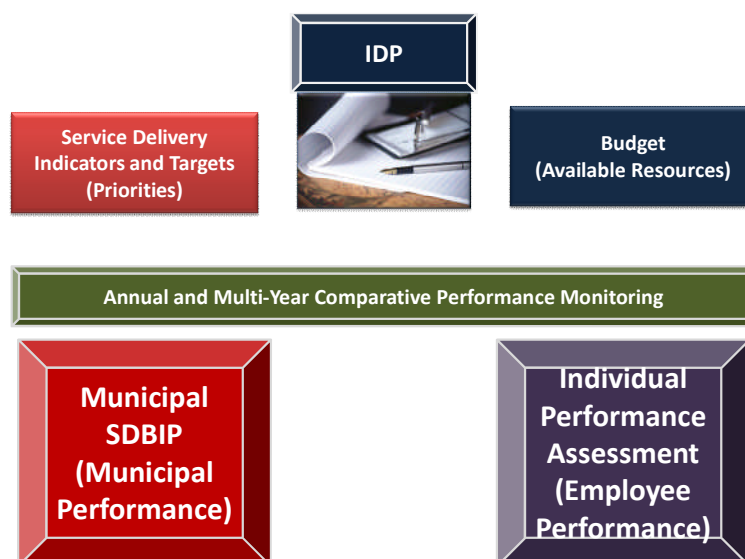 IDP
Service Delivery
Indicators and Targets
(Priorities)
Budget
(Available Resources)
Annual and Multi-Year Comparative Performance Monitoring
Municipal
SDBIP
(Municipal
Performance)
Individual
Performance
Assessment
(Employee
Performance)